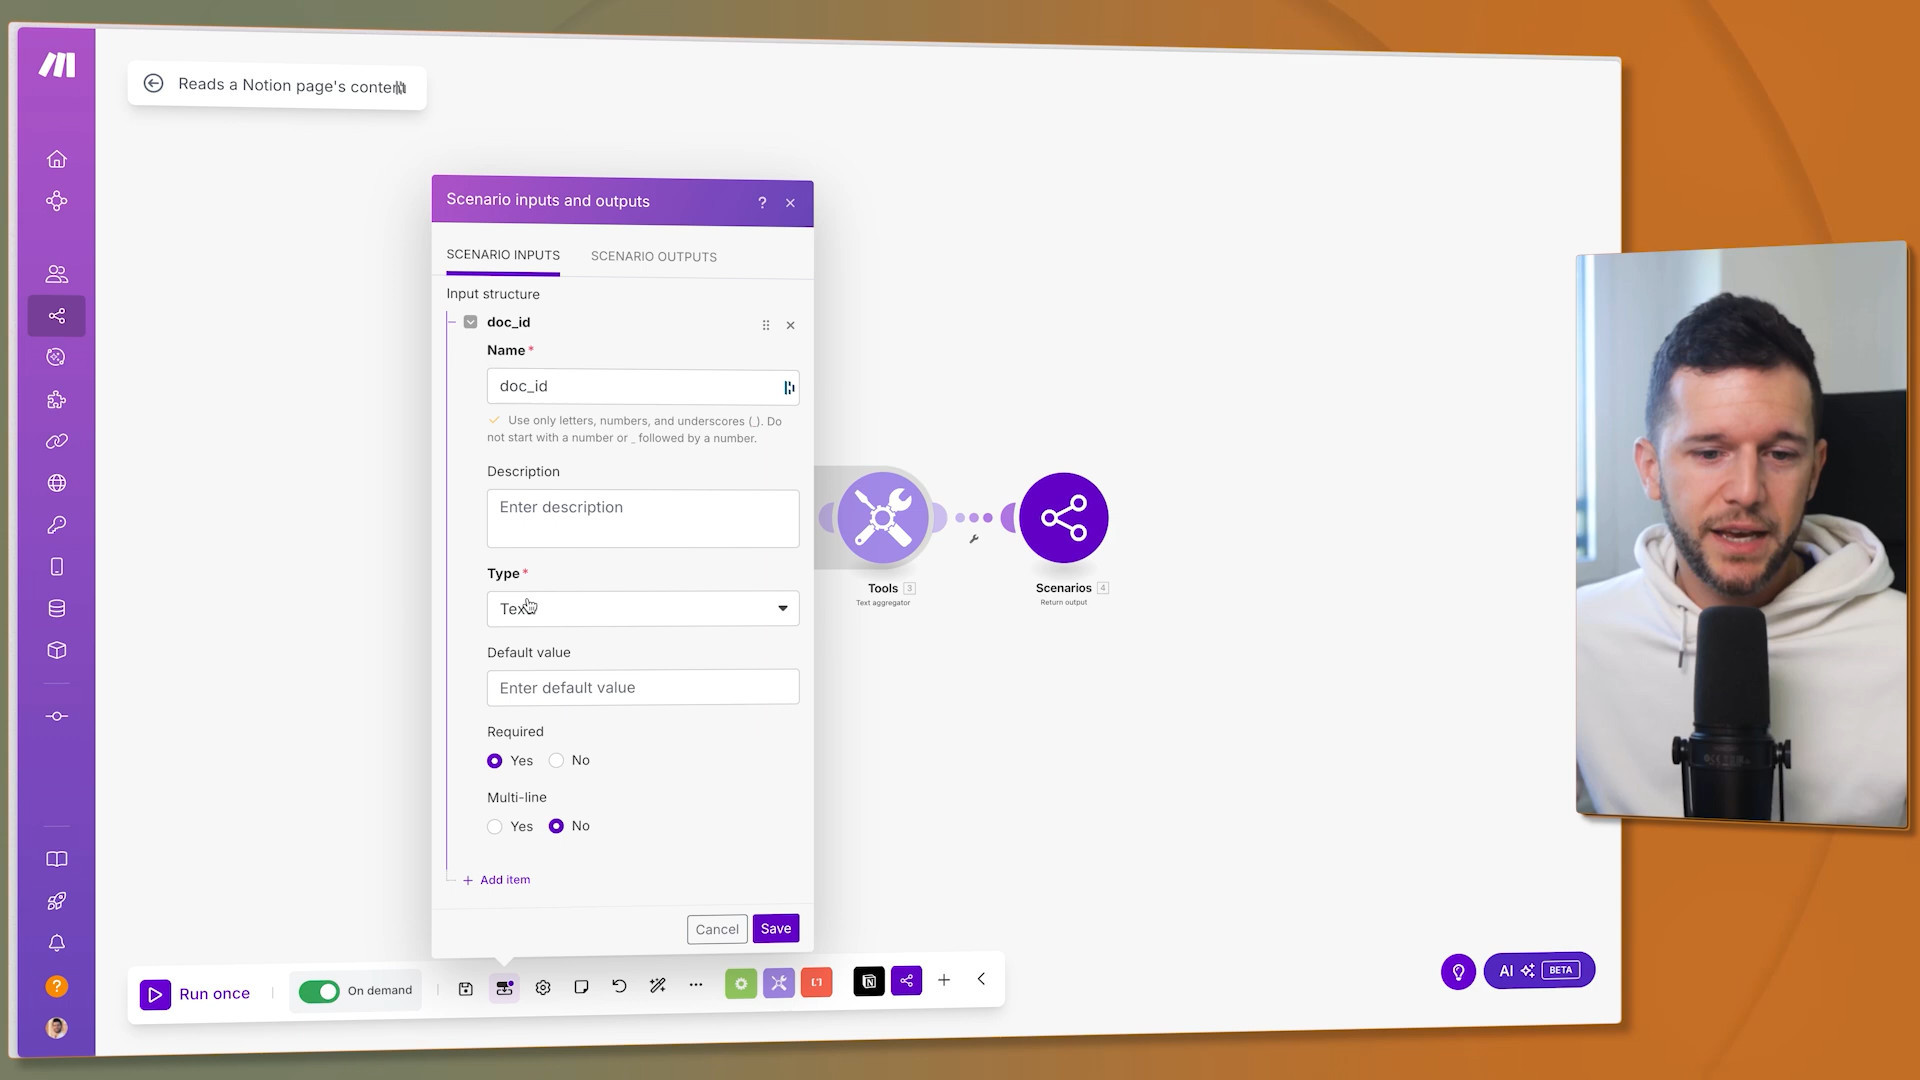 Reads a Notion page's content
Scenario inputs and outputs
?
SCENARIO INPUTS
SCENARIO OUTPUTS
Input structure
doc_id
Name *
doc_id
Use only letters, numbers, and underscores (_). Do
not start with a number or _ followed by a number.
Description
Enter description
Type *
Text
Default value
Enter default value
Required
Yes
No
Multi-line
Yes
No
+ Add item
Cancel
Save
Tools 3
Text aggregator
Scenarios 4
Return output
?
Run once
On demand
AI
BETA